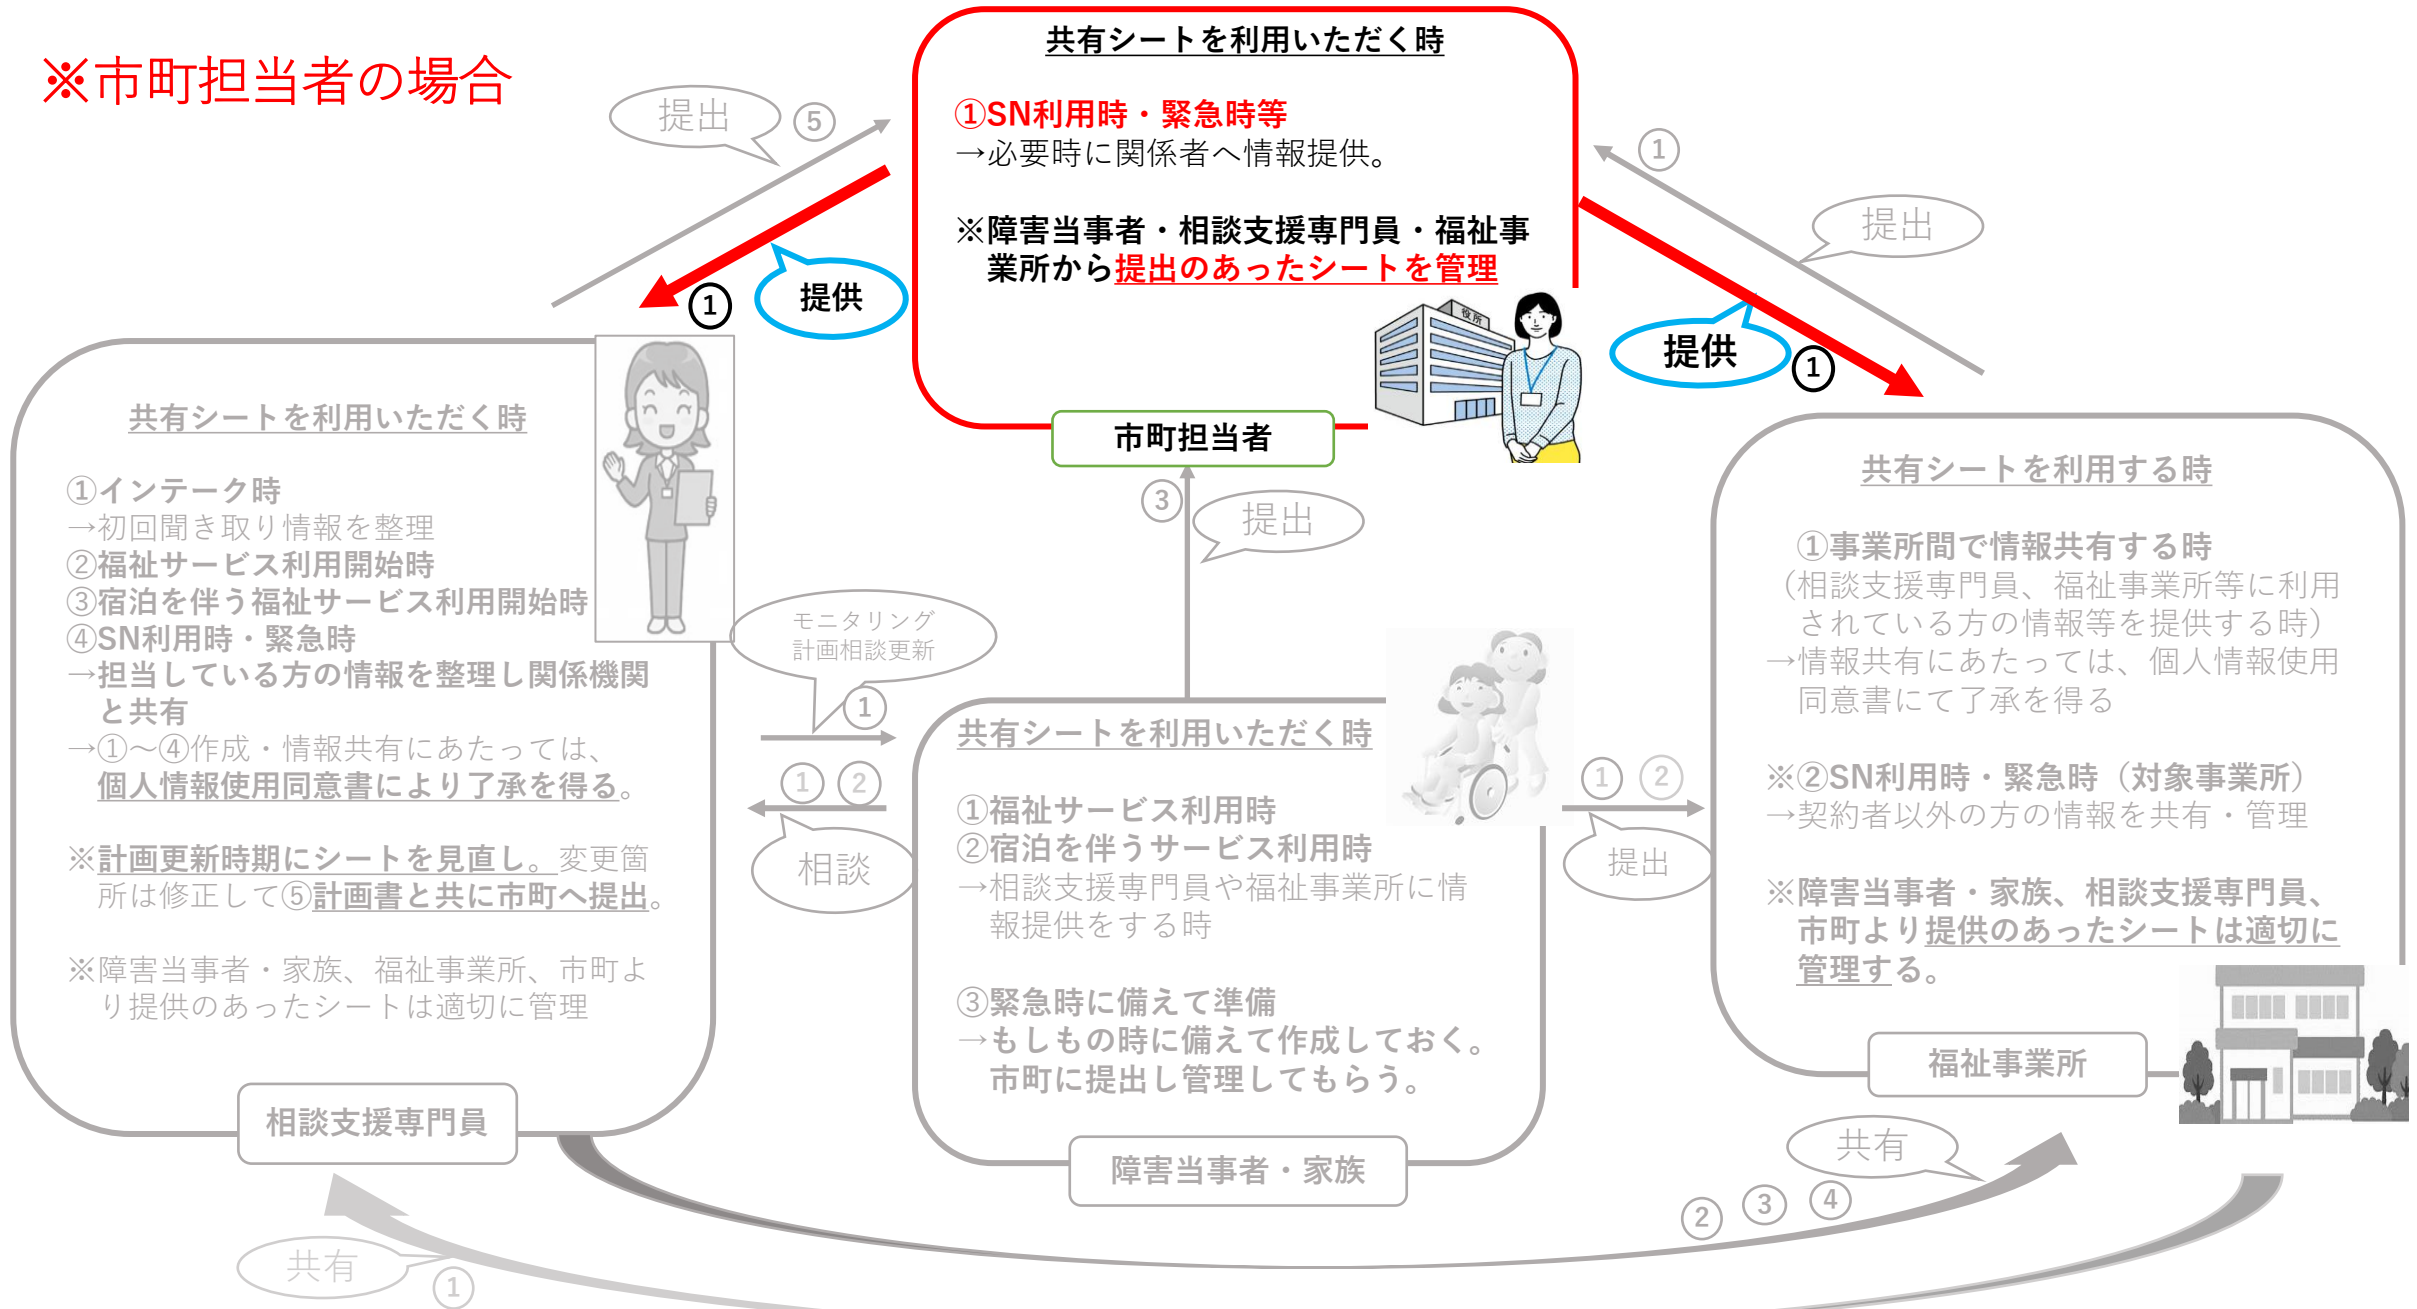 ※市町担当者の場合
共有シートを利用いただく時
①SN利用時・緊急時等
→必要時に関係者へ情報提供。
※障害当事者・相談支援専門員・福祉事
業所から提出のあったシートを管理
役所
市町担当者
提出
⑤
①
提供
①
提出
提供
①
共有シートを利用いただく時
①インテーク時
→初回聞き取り情報を整理
②福祉サービス利用開始時
③宿泊を伴う福祉サービス利用開始時
④SN利用時・緊急時
→担当している方の情報を整理し関係機関
と共有
→①～④作成・情報共有にあたっては、
個人情報使用同意書により了承を得る。
※計画更新時期にシートを見直し。変更箇
所は修正して⑤計画書と共に市町へ提出。
※障害当事者・家族、福祉事業所、市町よ
り提供のあったシートは適切に管理
相談支援専門員
③
提出
モニタリング
計画相談更新
①
① ②
相談
共有シートを利用いただく時
①福祉サービス利用時
②宿泊を伴うサービス利用時
→相談支援専門員や福祉事業所に情
報提供をする時
③緊急時に備えて準備
→もしもの時に備えて作成しておく。
市町に提出し管理してもらう。
障害当事者・家族
① ②
提出
共有シートを利用する時
①事業所間で情報共有する時
（相談支援専門員、福祉事業所等に利用
されている方の情報等を提供する時）
→情報共有にあたっては、個人情報使用
同意書にて了承を得る
※②SN利用時・緊急時（対象事業所）
→契約者以外の方の情報を共有・管理
※障害当事者・家族、相談支援専門員、
市町より提供のあったシートは適切に
管理する。
福祉事業所
共有
② ③ ④
共有
①